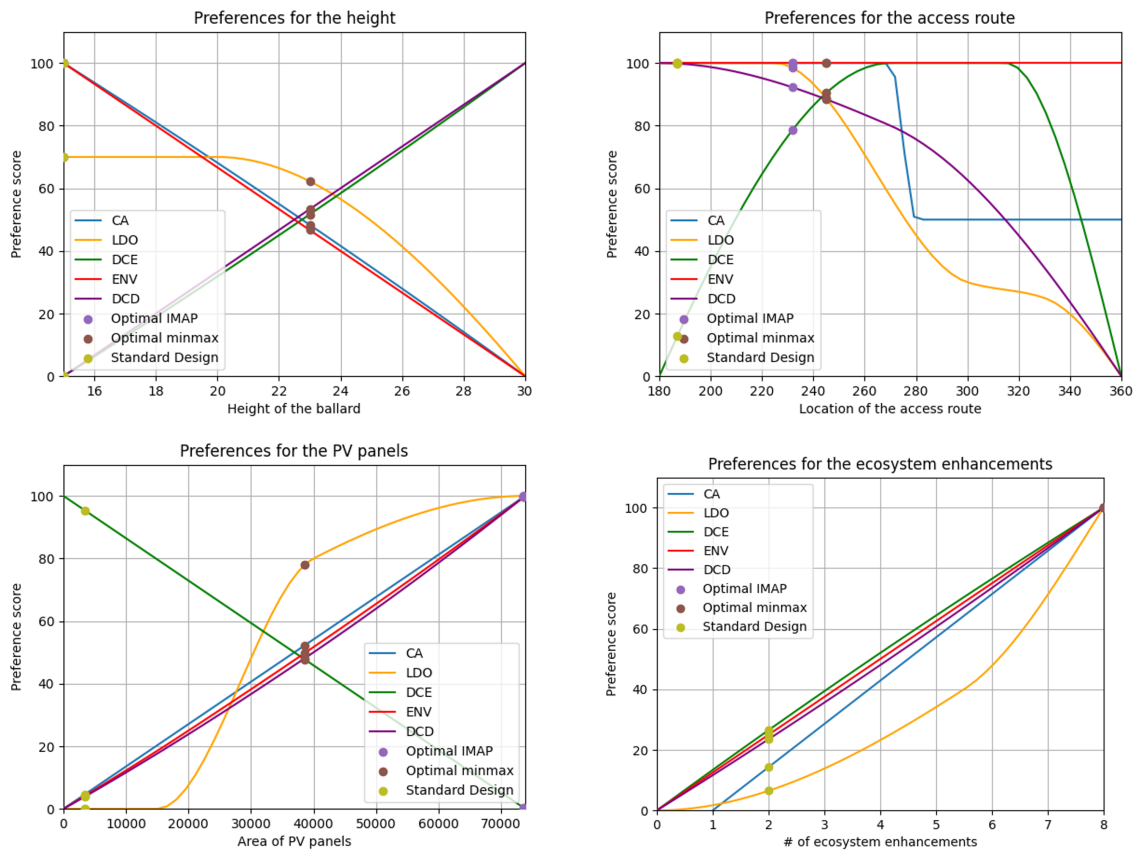 Preferences for the height
100
80
60
40
20
0
Preference score
CA
LDO
DCE
ENV
DCD
Optimal IMAP
Optimal minmax
Standard Design
16 18 20 22 24 26 28 30
Height of the ballard
Preferences for the access route
100
80
60
40
20
0
Preference score
CA
LDO
DCE
ENV
DCD
Optimal IMAP
Optimal minmax
Standard Design
180 200 220 240 260 280 300 320 340 360
Location of the access route
Preferences for the PV panels
100
80
60
40
20
0
Preference score
CA
LDO
DCE
ENV
DCD
Optimal IMAP
Optimal minmax
Standard Design
0 10000 20000 30000 40000 50000 60000 70000
Area of PV panels
Preferences for the ecosystem enhancements
100
80
60
40
20
0
Preference score
CA
LDO
DCE
ENV
DCD
Optimal IMAP
Optimal minmax
Standard Design
0 1 2 3 4 5 6 7 8
# of ecosystem enhancements